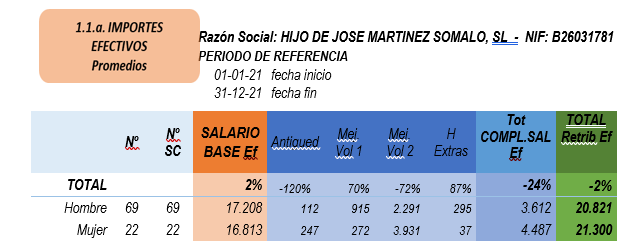 1.1.a. IMPORTES
EFECTIVOS
Promedios
Razón Social: HIJO DE JOSE MARTINEZ SOMALO, SL - NIF: B26031781
PERIODO DE REFERENCIA
01-01-21 fecha inicio
31-12-21 fecha fin
Nº Nº SC SALARIO BASE Ef Antiqued Mej. Vol 1 Mej. Vol 2 H Extras Tot COMPL.SAL Ef TOTAL Retrib Ef
TOTAL 2% -120% 70% -72% 87% -24% -2%
Hombre 69 69 17.208 112 915 2.291 295 3.612 20.821
Mujer 22 22 16.813 247 272 3.931 37 4.487 21.300